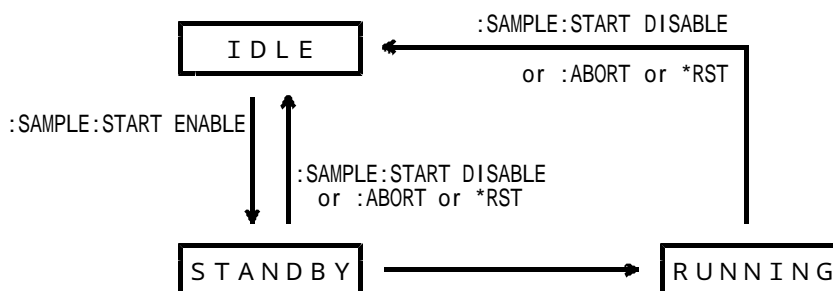 :SAMPLE:START DISABLE
IDLE
or :ABORT or *RST
:SAMPLE:START ENABLE
:SAMPLE:START DISABLE
or :ABORT or *RST
STANDBY
RUNNING